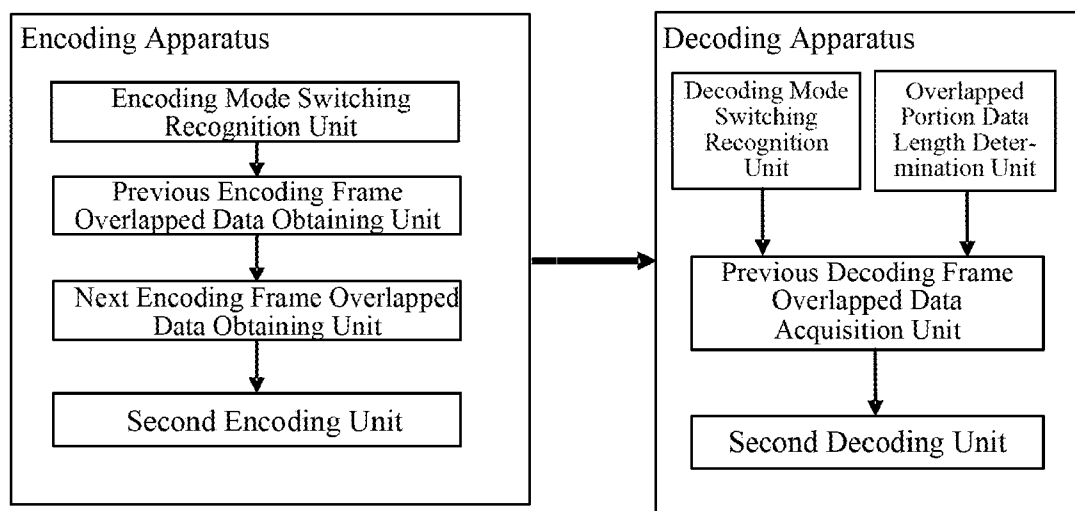 Encoding Apparatus
Encoding Mode Switching
Recognition Unit
Previous Encoding Frame
Overlapped Data Obtaining Unit
Next Encoding Frame Overlapped
Data Obtaining Unit
Second Encoding Unit
Decoding Apparatus
Decoding Mode
Switching
Recognition
Unit
Overlapped
Portion Data
Length Deter-
mination Unit
Previous Decoding Frame
Overlapped Data
Acquisition Unit
Second Decoding Unit